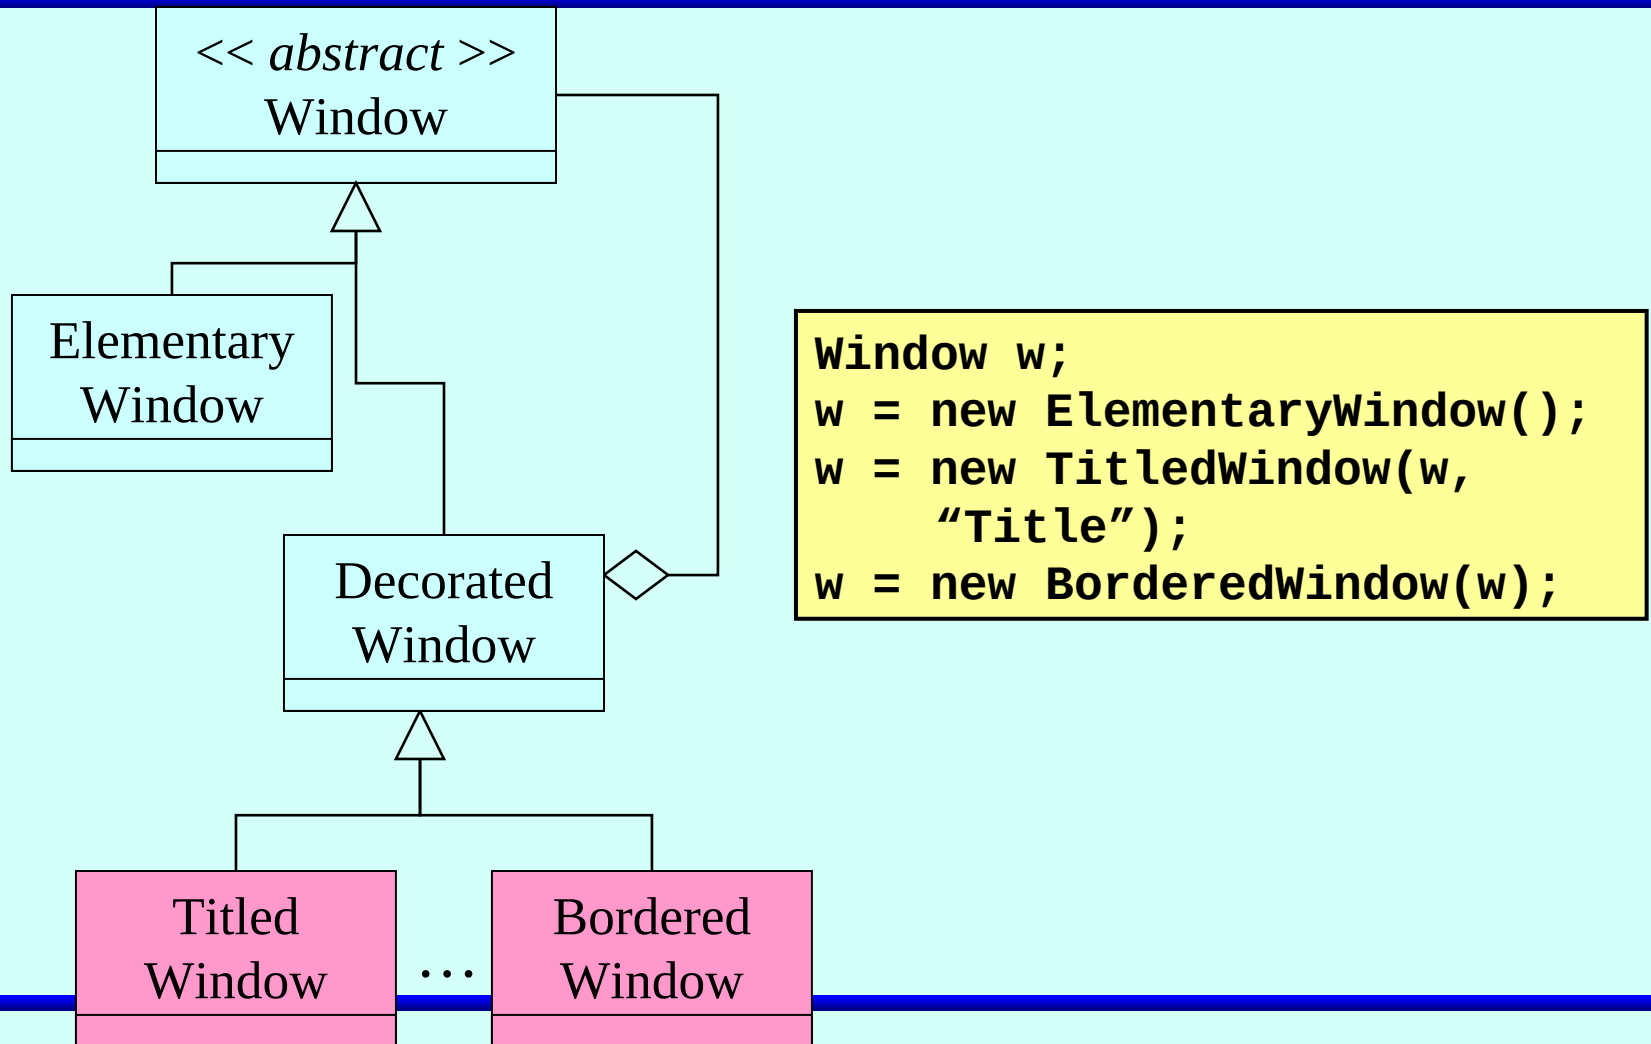 << abstract >>
Window
Elementary
Window
Window w;
w = new ElementaryWindow();
w = new TitledWindow(w,
“Title”);
w = new BorderedWindow(w);
Decorated
Window
Titled
Window
…
Bordered
Window